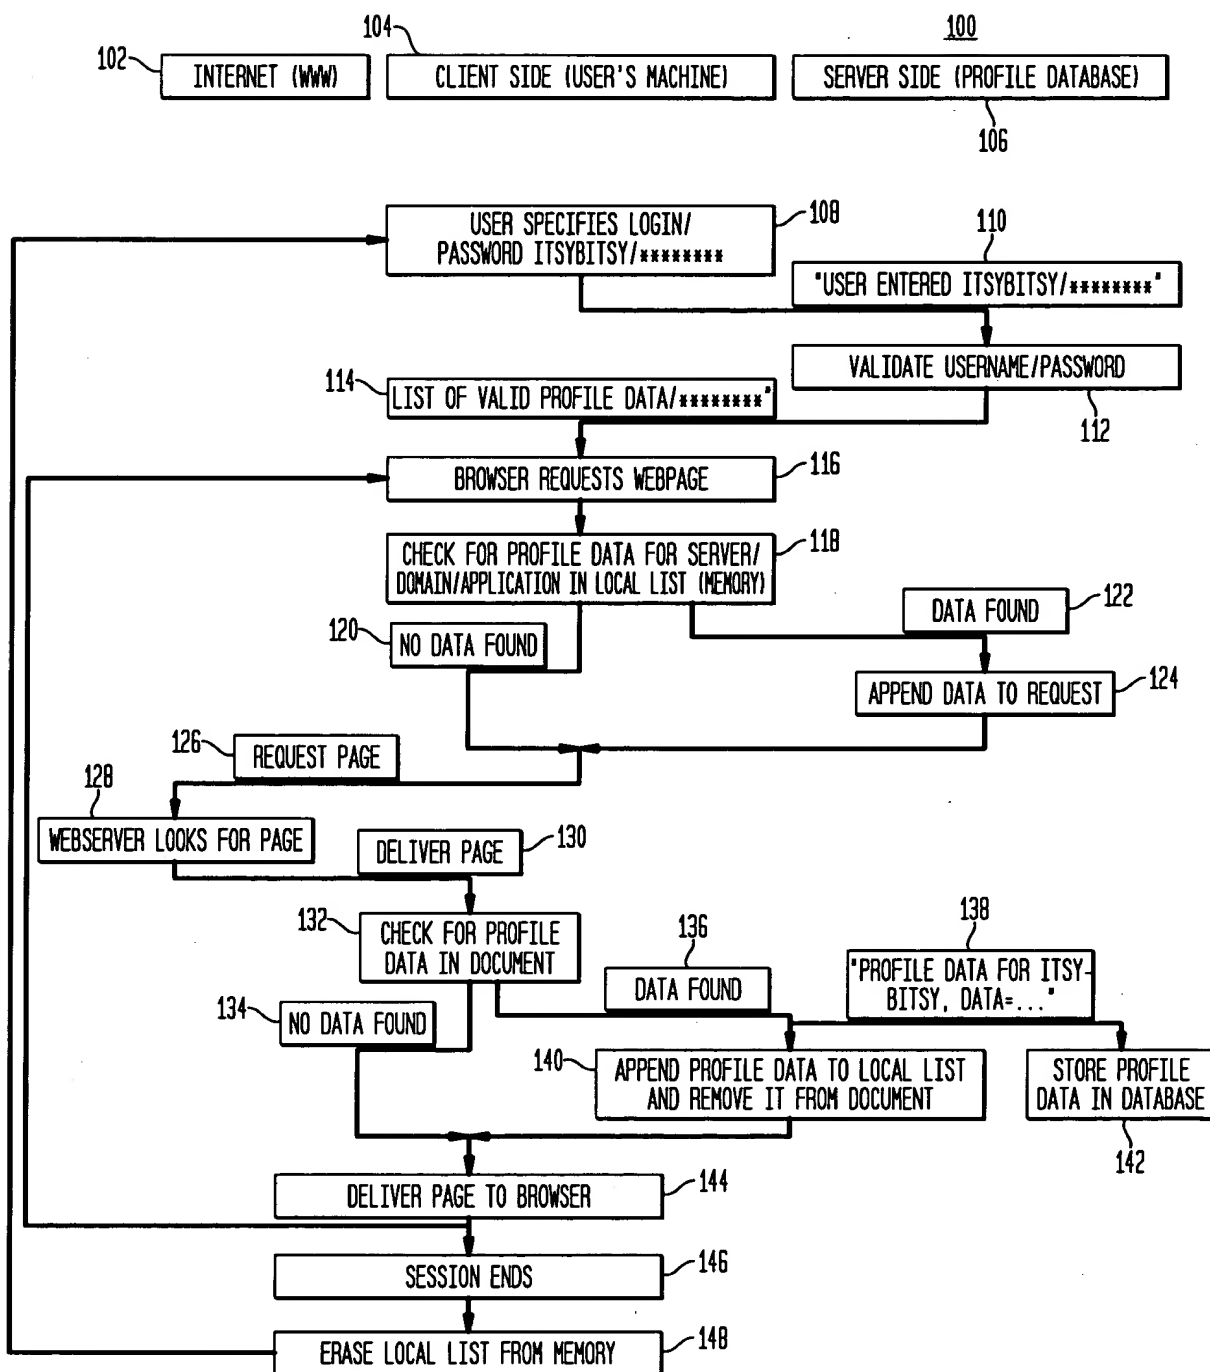 100
104
102
INTERNET (WWW)
CLIENT SIDE (USER'S MACHINE)
SERVER SIDE (PROFILE DATABASE)
106
108
USER SPECIFIES LOGIN/
PASSWORD ITSYBITSY/********
110
"USER ENTERED ITSYBITSY/********"
VALIDATE USERNAME/PASSWORD
112
114
LIST OF VALID PROFILE DATA/********"
BROWSER REQUESTS WEBPAGE
116
CHECK FOR PROFILE DATA FOR SERVER/
DOMAIN/APPLICATION IN LOCAL LIST (MEMORY)
118
120
NO DATA FOUND
DATA FOUND
122
APPEND DATA TO REQUEST
124
126
REQUEST PAGE
128
WEBSERVER LOOKS FOR PAGE
DELIVER PAGE
130
132
CHECK FOR PROFILE
DATA IN DOCUMENT
134
NO DATA FOUND
136
DATA FOUND
138
"PROFILE DATA FOR ITSY-
BITSY, DATA=..."
140
APPEND PROFILE DATA TO LOCAL LIST
AND REMOVE IT FROM DOCUMENT
STORE PROFILE
DATA IN DATABASE
142
DELIVER PAGE TO BROWSER
144
SESSION ENDS
146
ERASE LOCAL LIST FROM MEMORY
148